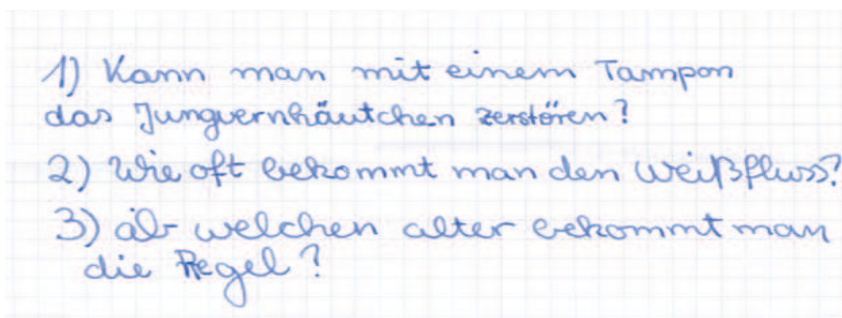 1) Kann man mit einem Tampon
das Jungvernhäutchen zerstören?
2) Wie oft bekommt man den Weißfluss?
3) ab welchen alter bekommt man
die Regel?